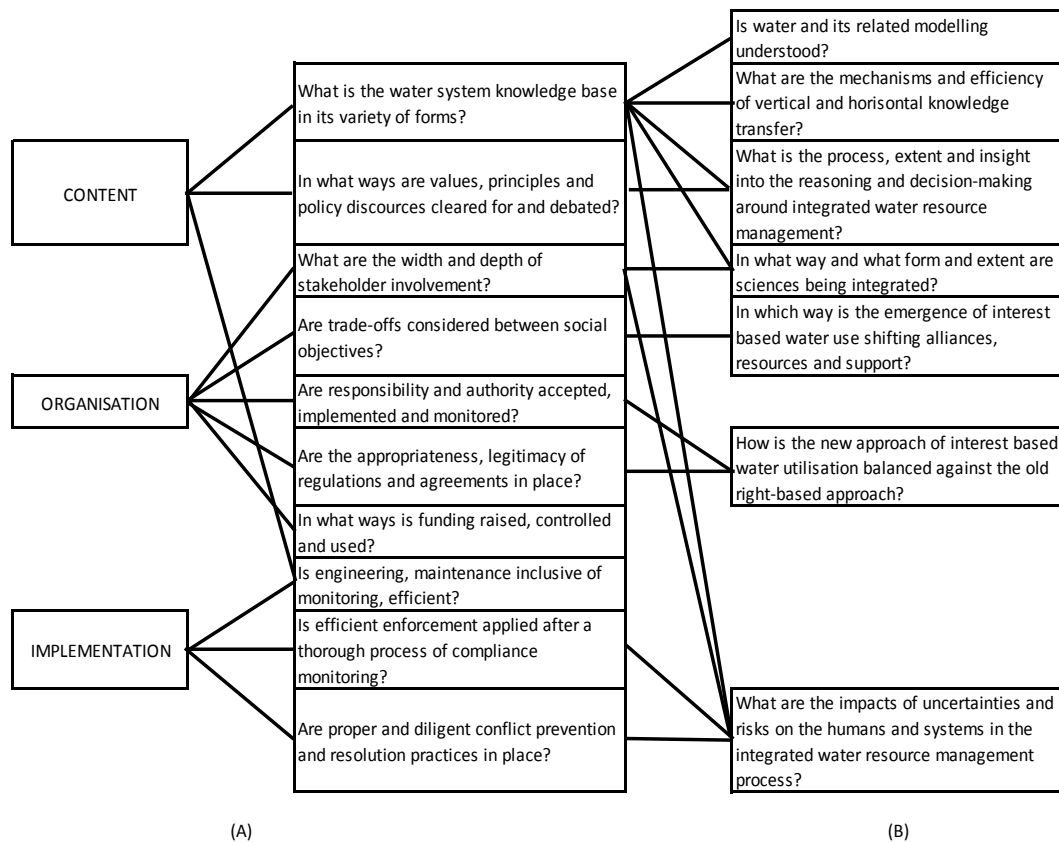 CONTENT
ORGANISATION
IMPLEMENTATION
What is the water system knowledge base
in its variety of forms?
In what ways are values, principles and
policy discources cleared for and debated?
What are the width and depth of
stakeholder involvement?
Are trade-offs considered between social
objectives?
Are responsibility and authority accepted,
implemented and monitored?
Are the appropriateness, legitimacy of
regulations and agreements in place?
In what ways is funding raised, controlled
and used?
Is engineering, maintenance inclusive of
monitoring, efficient?
Is efficient enforcement applied after a
thorough process of compliance
monitoring?
Are proper and diligent conflict prevention
and resolution practices in place?
Is water and its related modelling
understood?
What are the mechanisms and efficiency
of vertical and horisontal knowledge
transfer?
What is the process, extent and insight
into the reasoning and decision-making
around integrated water resource
management?
In what way and what form and extent are
sciences being integrated?
In which way is the emergence of interest
based water use shifting alliances,
resources and support?
How is the new approach of interest based
water utilisation balanced against the old
right-based approach?
What are the impacts of uncertainties and
risks on the humans and systems in the
integrated water resource management
process?
(A)
(B)